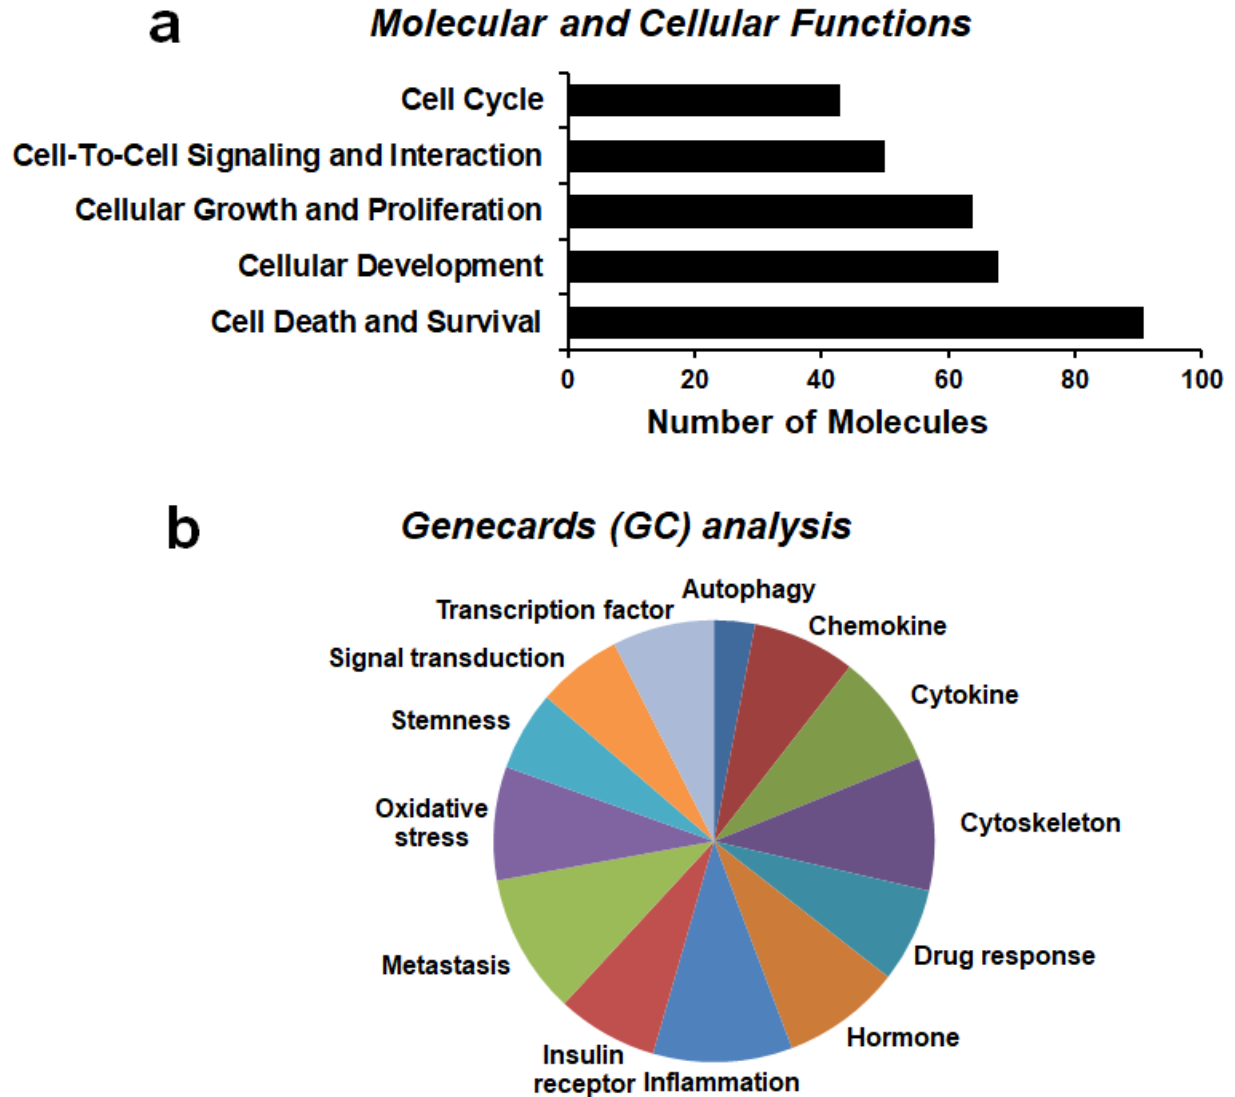 a
Molecular and Cellular Functions
Cell Cycle
Cell-To-Cell Signaling and Interaction
Cellular Growth and Proliferation
Cellular Development
Cell Death and Survival
0 20 40 60 80 100
Number of Molecules
b
Genecards (GC) analysis
Autophagy
Chemokine
Cytokine
Cytoskeleton
Drug response
Hormone
Inflammation
Insulin
receptor
Metastasis
Oxidative
stress
Stemness
Signal transduction
Transcription factor